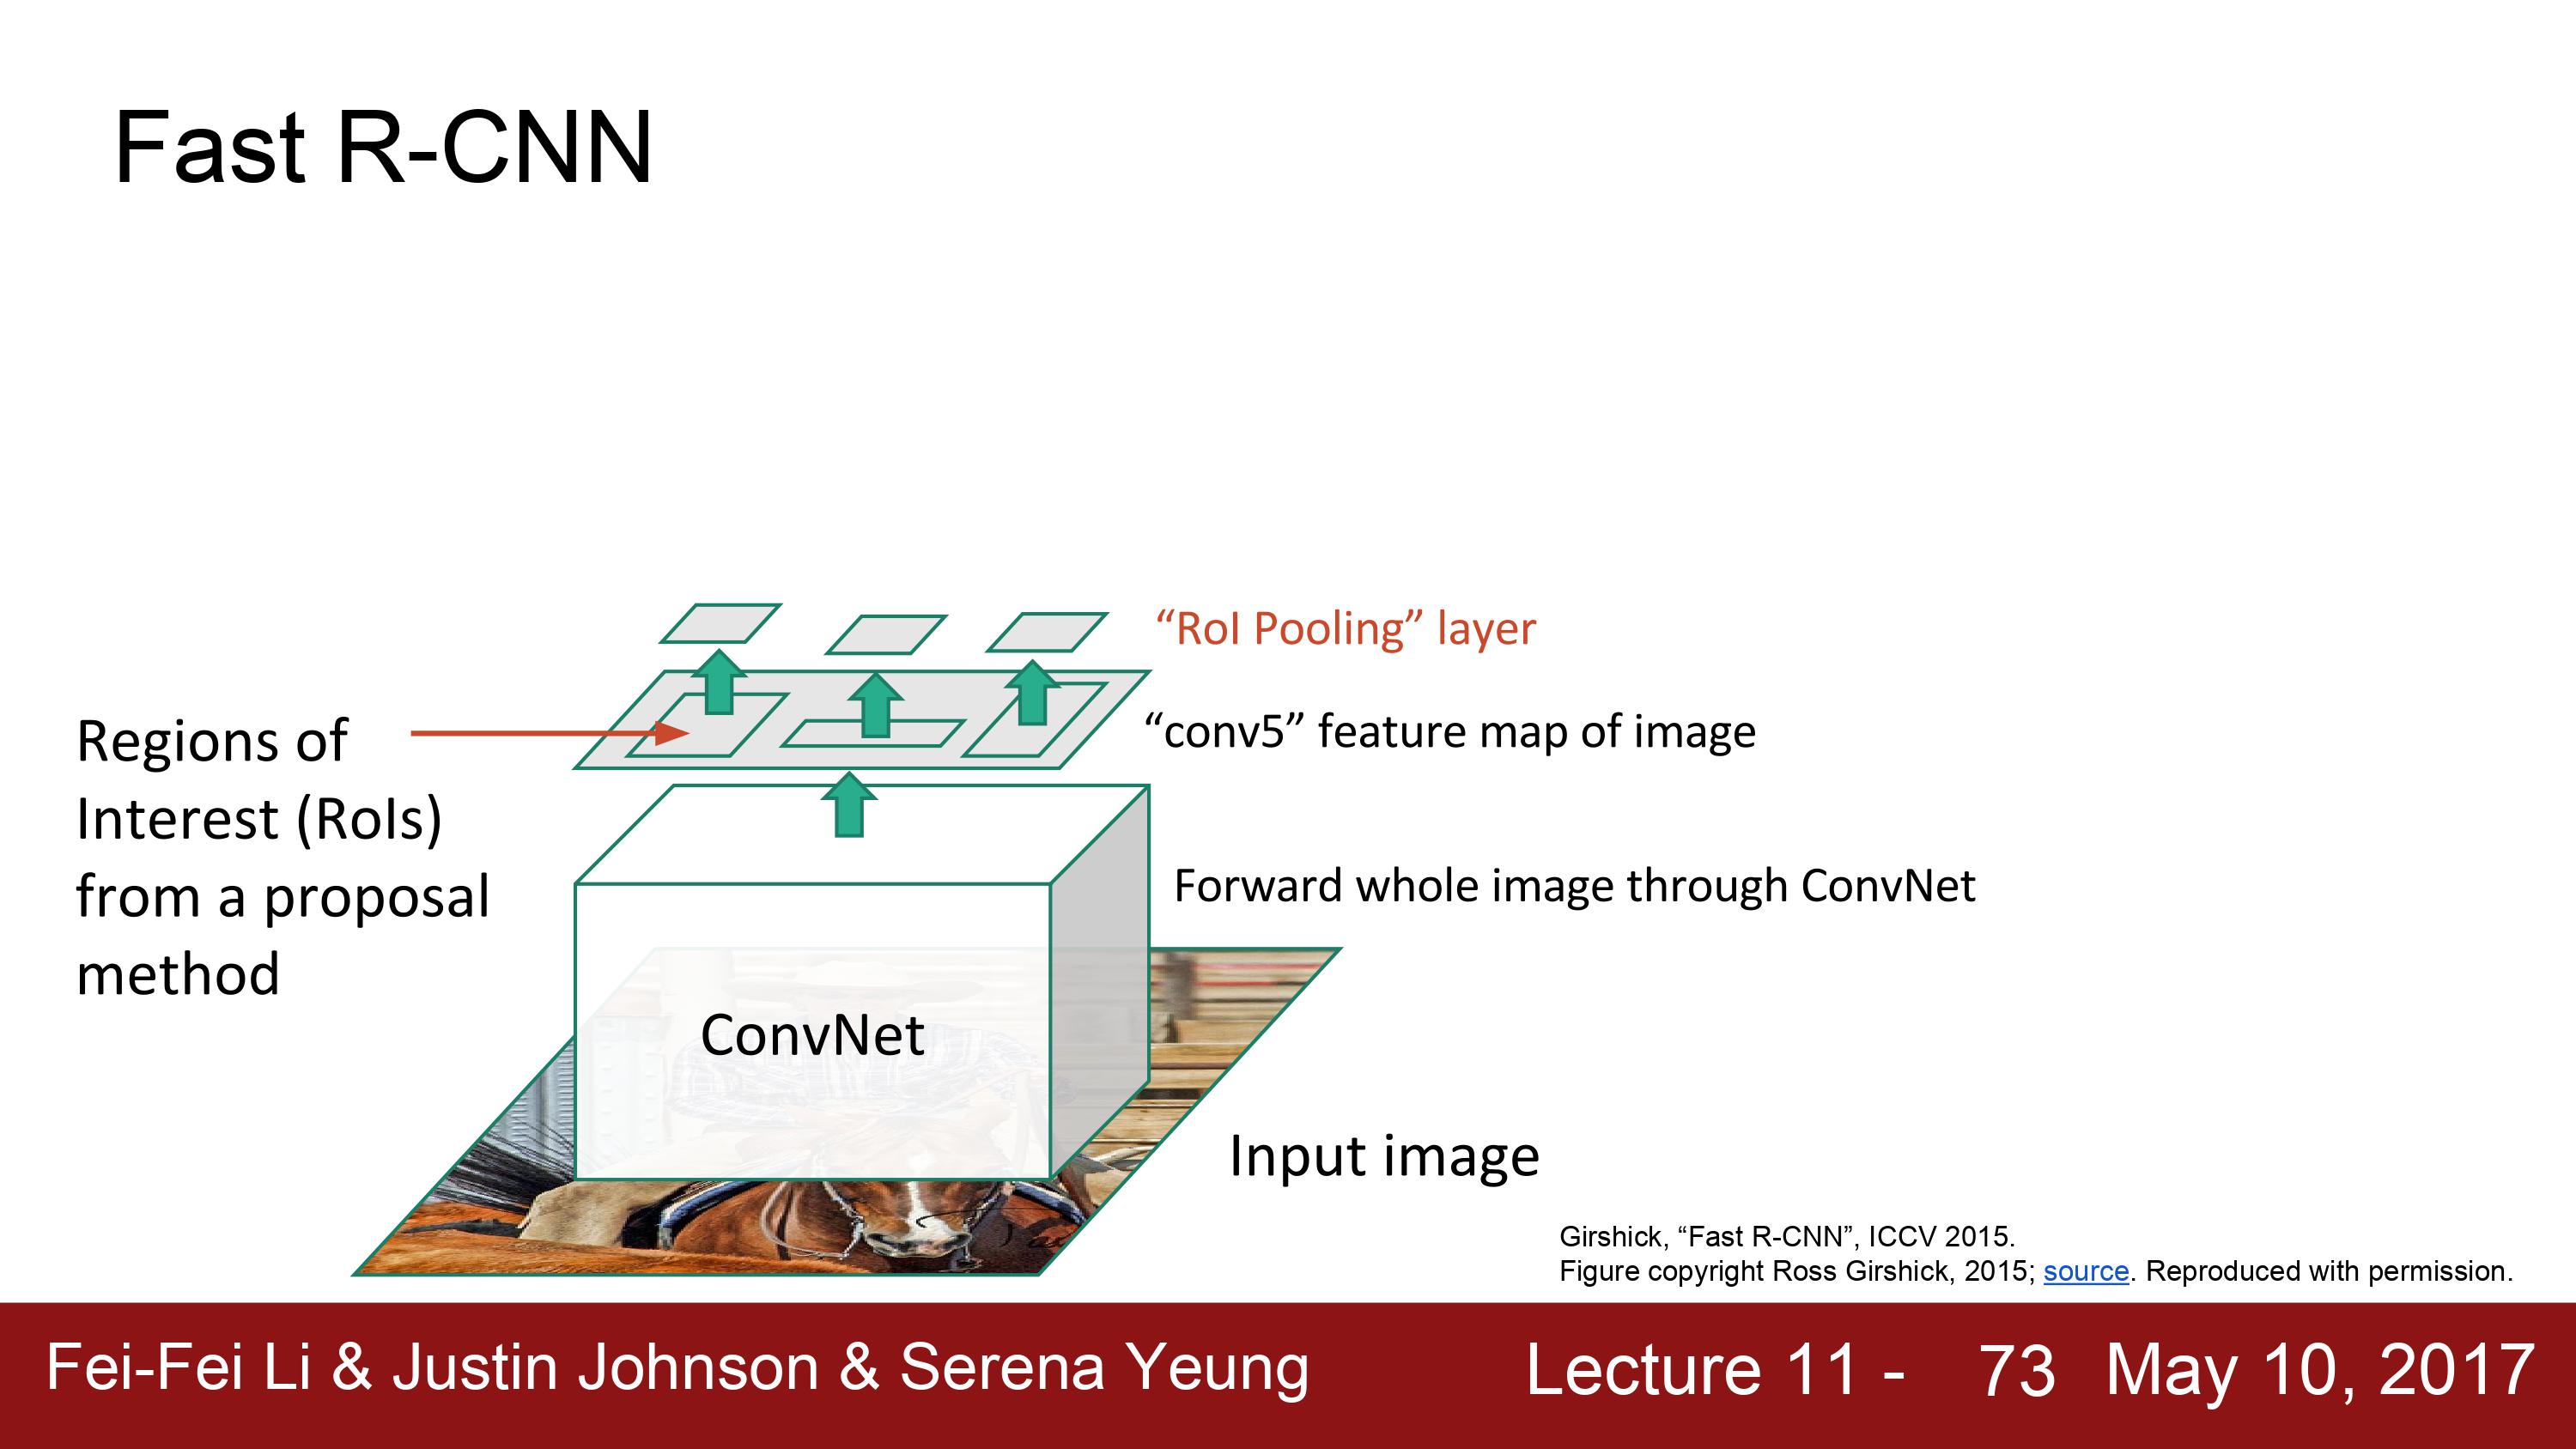 Fast R-CNN
“RoI Pooling” layer
“conv5” feature map of image
Regions of
Interest (RoIs)
from a proposal
method
Forward whole image through ConvNet
ConvNet
Input image
Girshick, “Fast R-CNN”, ICCV 2015.
Figure copyright Ross Girshick, 2015; source. Reproduced with permission.
Fei-Fei Li & Justin Johnson & Serena Yeung
Lecture 11 - 73 May 10, 2017